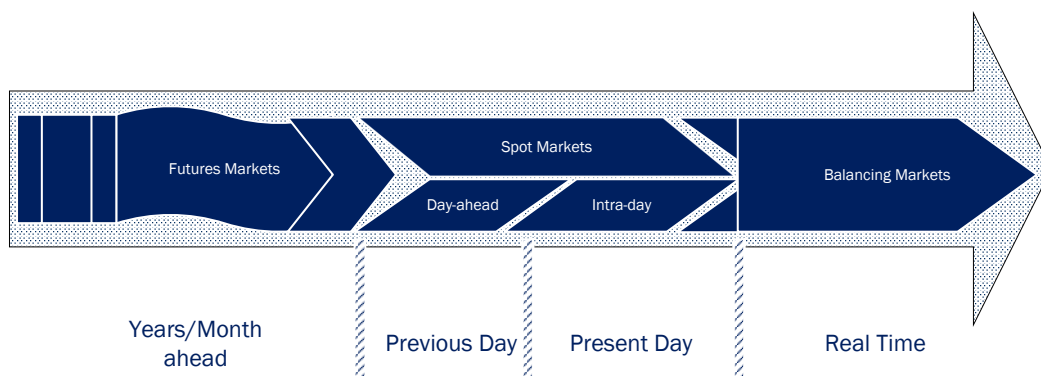 Futures Markets
Spot Markets
Day-ahead
Intra-day
Balancing Markets
Years/Month
ahead
Previous Day
Present Day
Real Time